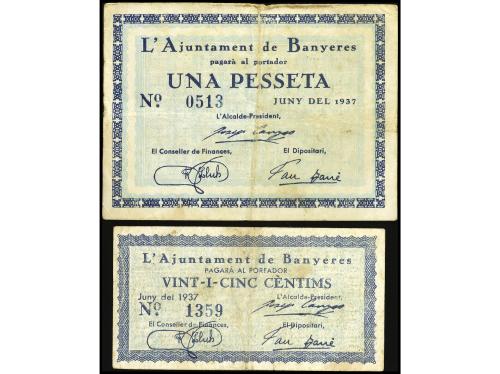 L'Ajuntament de Banyeres
pagarà al portador
UNA PESSETA
Nº. 0513 JUNY DEL 1937
L'Alcalde-President,
El Conseller de Finances, El Dipositari,
L'Ajuntament de Banyeres
PAGARÀ AL PORTADOR
VINT-I-CINC CÈNTIMS
Juny del 1937 L'Alcalde-President,
Nº. 1359
El Conseller de Finances, El Dipositari,